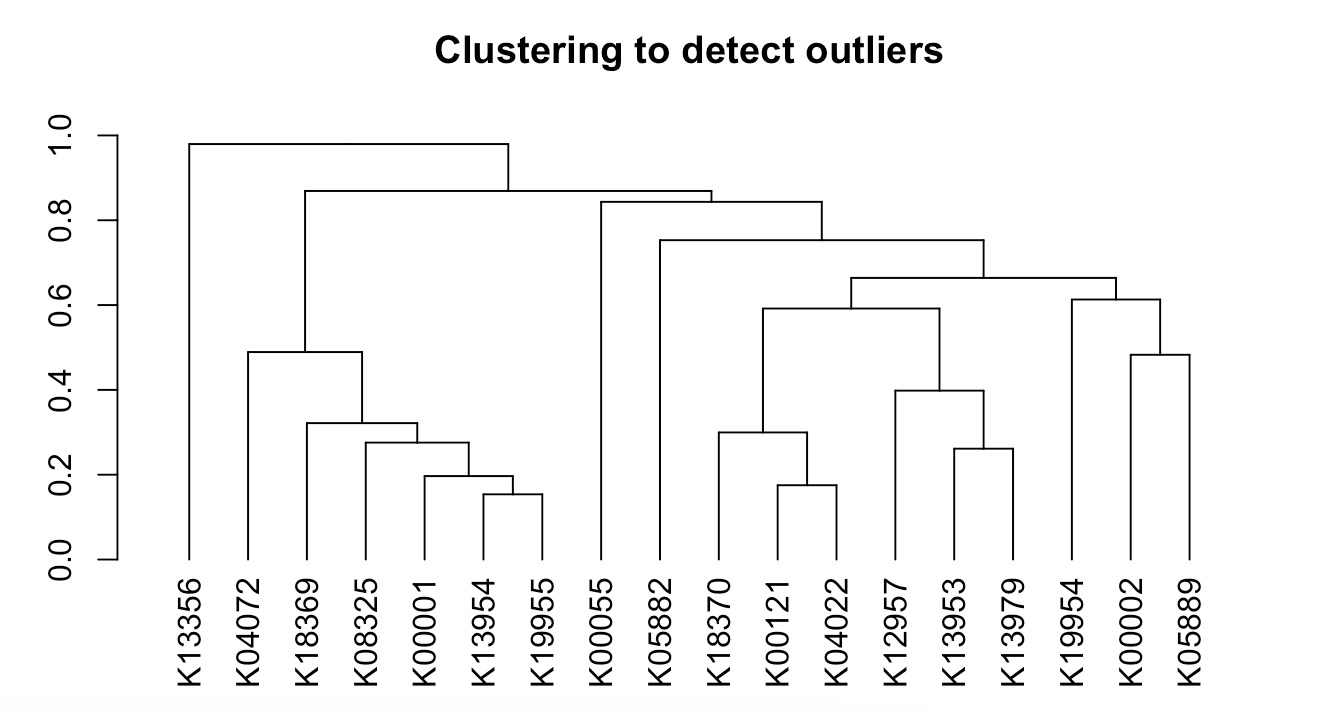 Clustering to detect outliers
1.0
0.8
0.6
0.4
0.2
0.0
K13356
K04072
K18369
K08325
K00001
K13954
K19955
K00055
K05882
K18370
K00121
K04022
K12957
K13953
K13979
K19954
K00002
K05889